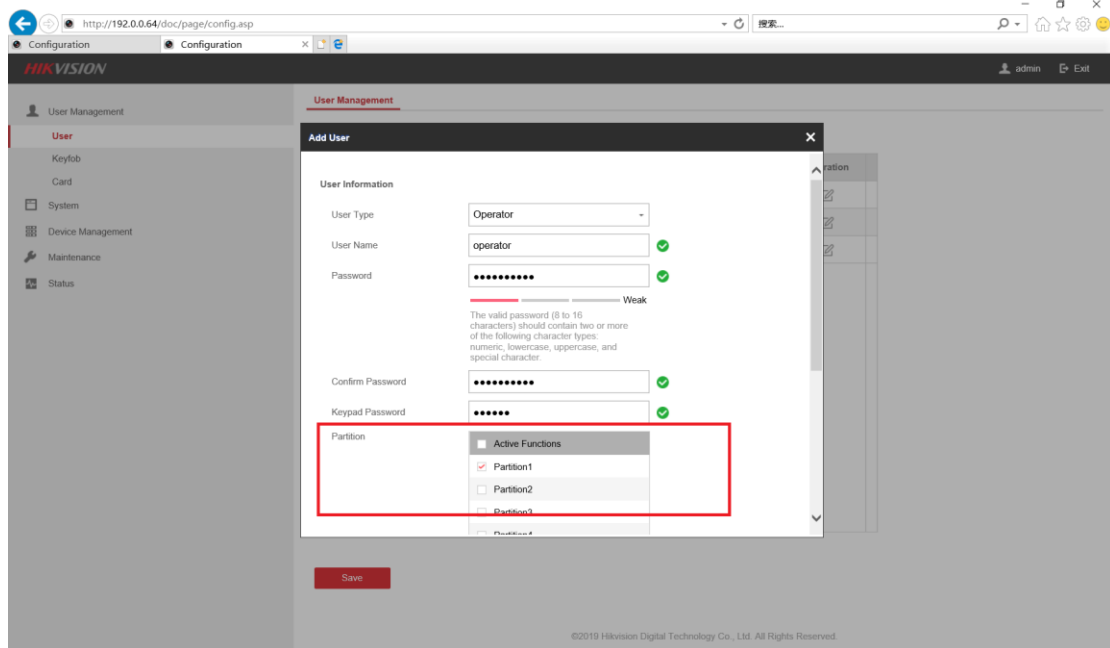 http://192.0.0.64/doc/page/config.asp
搜索...
Configuration
Configuration
HIKVISION
admin
Exit
User Management
User
Keyfob
Card
System
Device Management
Maintenance
Status
User Management
Add User
ration
User Information
User Type
Operator
User Name
operator
Password
••••••••••
Weak
The valid password (8 to 16
characters) should contain two or more
of the following character types:
numeric, lowercase, uppercase, and
special character.
Confirm Password
••••••••••
Keypad Password
••••••
Partition
Active Functions
Partition1
Partition2
Partition3
Partition4
Save
©2019 Hikvision Digital Technology Co., Ltd. All Rights Reserved.